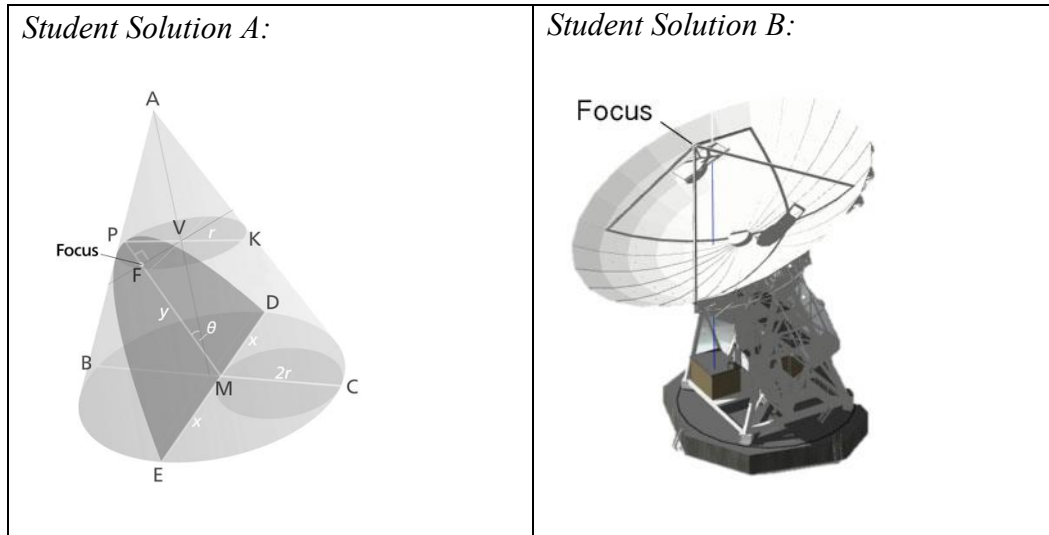 Student Solution A:
A
P
V
r
K
Focus
F
D
y
θ
x
B
M
2r
C
x
E
Student Solution B:
Focus